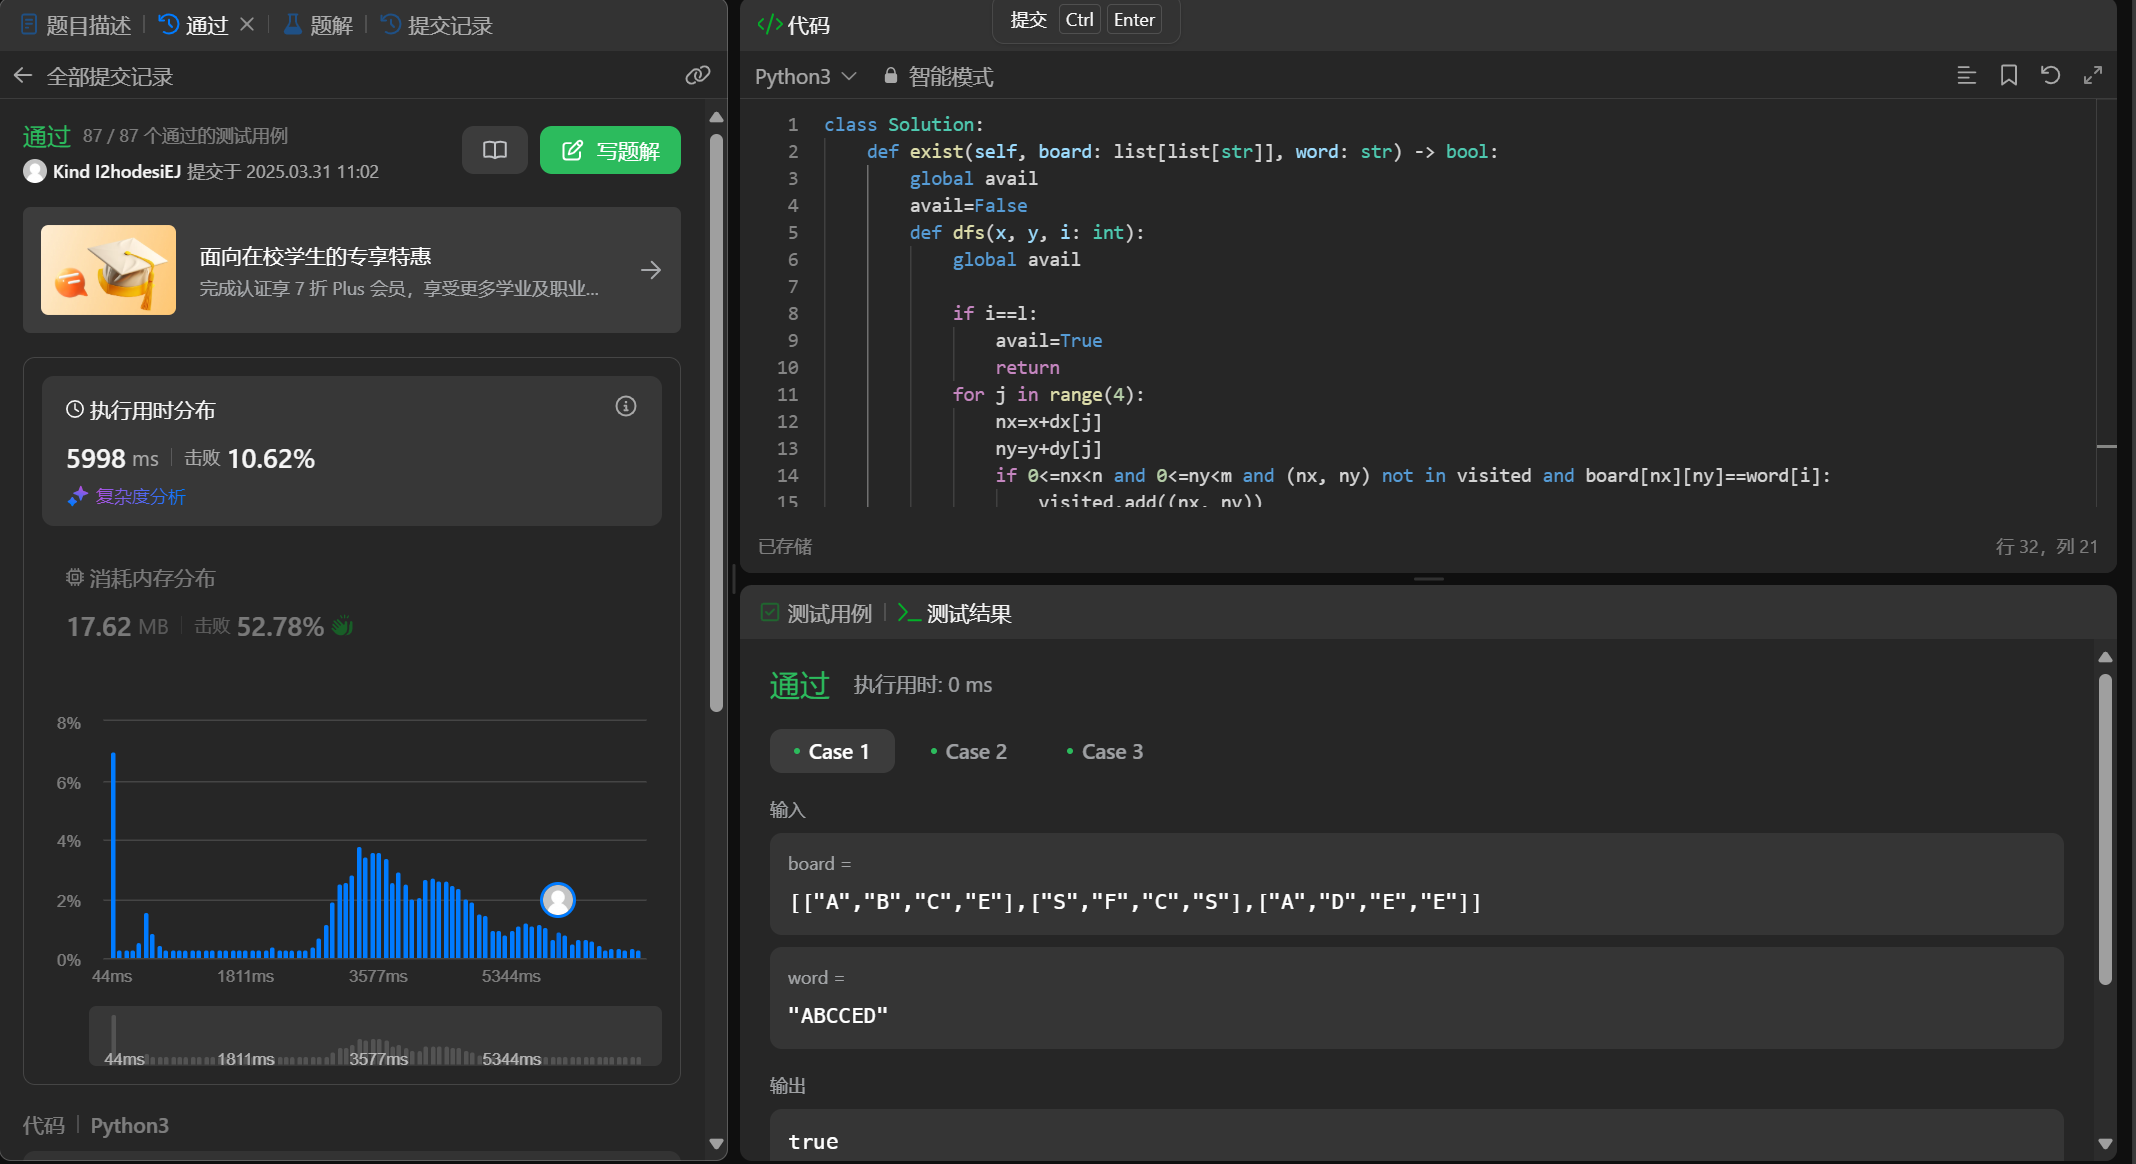 题目描述 通过 题解 提交记录
全部提交记录
通过 87 / 87 个通过的测试用例
Kind I2hodesiEJ 提交于 2025.03.31 11:02
写题解
面向在校学生的专享特惠
完成认证享 7 折 Plus 会员，享受更多学业及职业...
执行用时分布
5998 ms 击败 10.62%
复杂度分析
消耗内存分布
17.62 MB 击败 52.78%
8%
6%
4%
2%
0%
44ms 1811ms 3577ms 5344ms
44ms 1811ms 3577ms 5344ms
代码 Python3
</> 代码
提交 Ctrl Enter
Python3 智能模式
1 class Solution:
2 def exist(self, board: list[list[str]], word: str) -> bool:
3 global avail
4 avail=False
5 def dfs(x, y, i: int):
6 global avail
7
8 if i==l:
9 avail=True
10 return
11 for j in range(4):
12 nx=x+dx[j]
13 ny=y+dy[j]
14 if 0<=nx<n and 0<=ny<m and (nx, ny) not in visited and board[nx][ny]==word[i]:
15 visited.add((nx, ny))
已存储 行 32，列 21
测试用例 测试结果
通过 执行用时: 0 ms
Case 1 Case 2 Case 3
输入
board =
[["A","B","C","E"],["S","F","C","S"],["A","D","E","E"]]
word =
"ABCCED"
输出
true